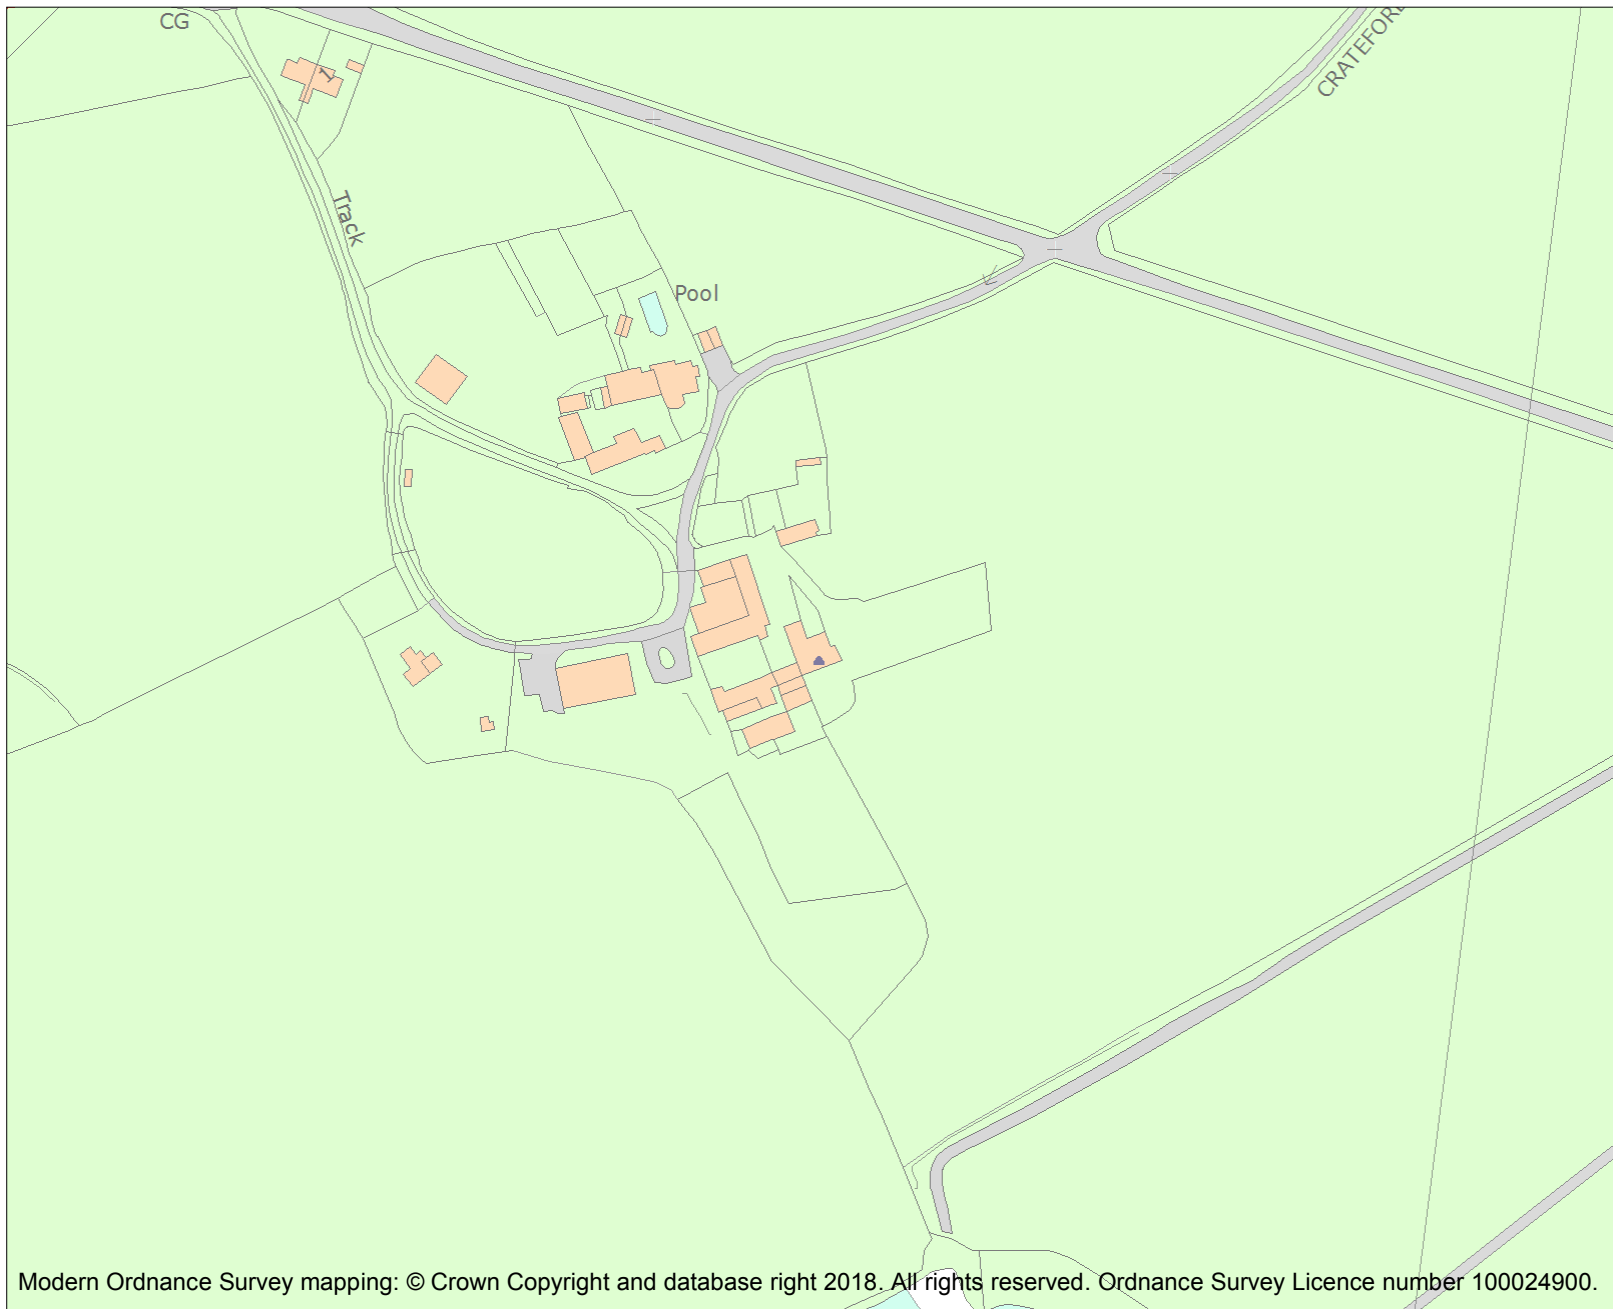 CG
1
CRATEFORD
Track
Pool
Modern Ordnance Survey mapping: © Crown Copyright and database right 2018. All rights reserved. Ordnance Survey Licence number 100024900.